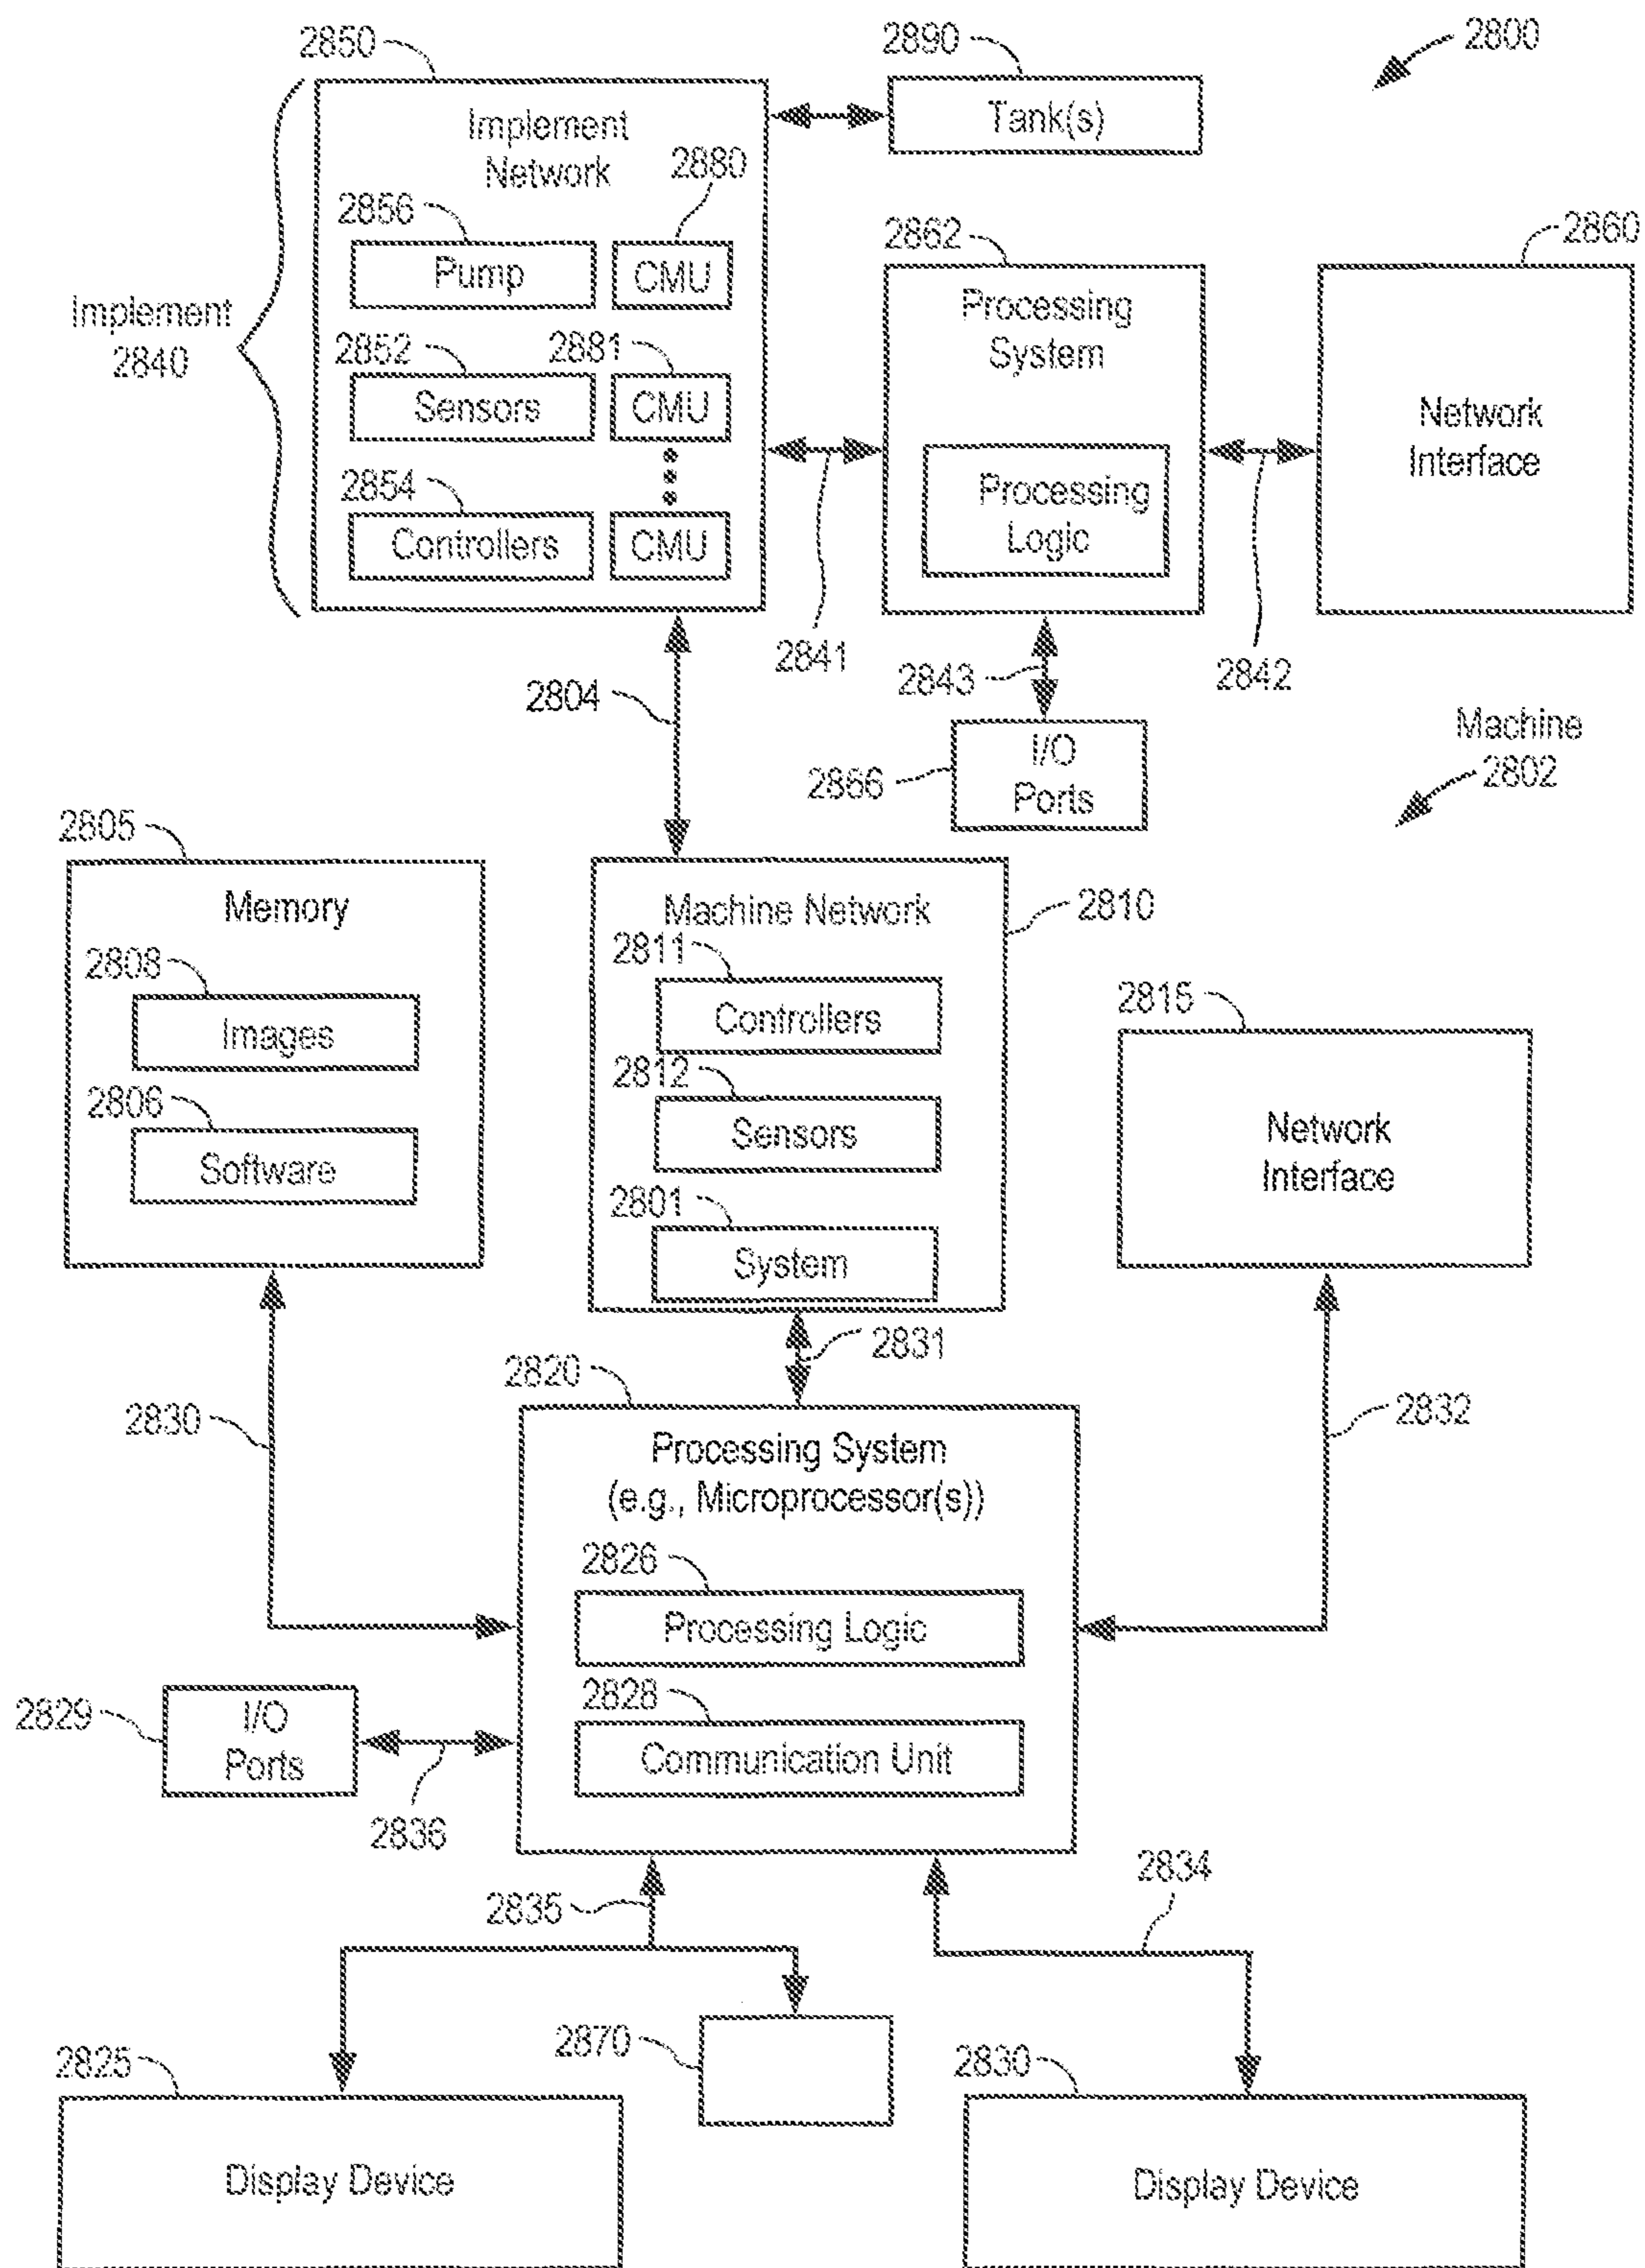 2850
2890
2800
Implement
Network
Tank(s)
2880
2856
Pump
CMU
2862
2860
Processing
System
Implement
2840
2852
2881
Sensors
CMU
Network
Interface
Processing
Logic
2854
Controllers
CMU
2841
2843
2842
2804
I/O
Ports
2866
Machine
2802
2805
Memory
2808
Images
2806
Software
Machine Network
2810
2811
Controllers
2812
Sensors
2801
System
2815
Network
Interface
2831
2820
2830
2832
Processing System
(e.g., Microprocessor(s))
2826
Processing Logic
2828
Communication Unit
2829
I/O
Ports
2836
2835
2834
2870
2825
Display Device
2830
Display Device